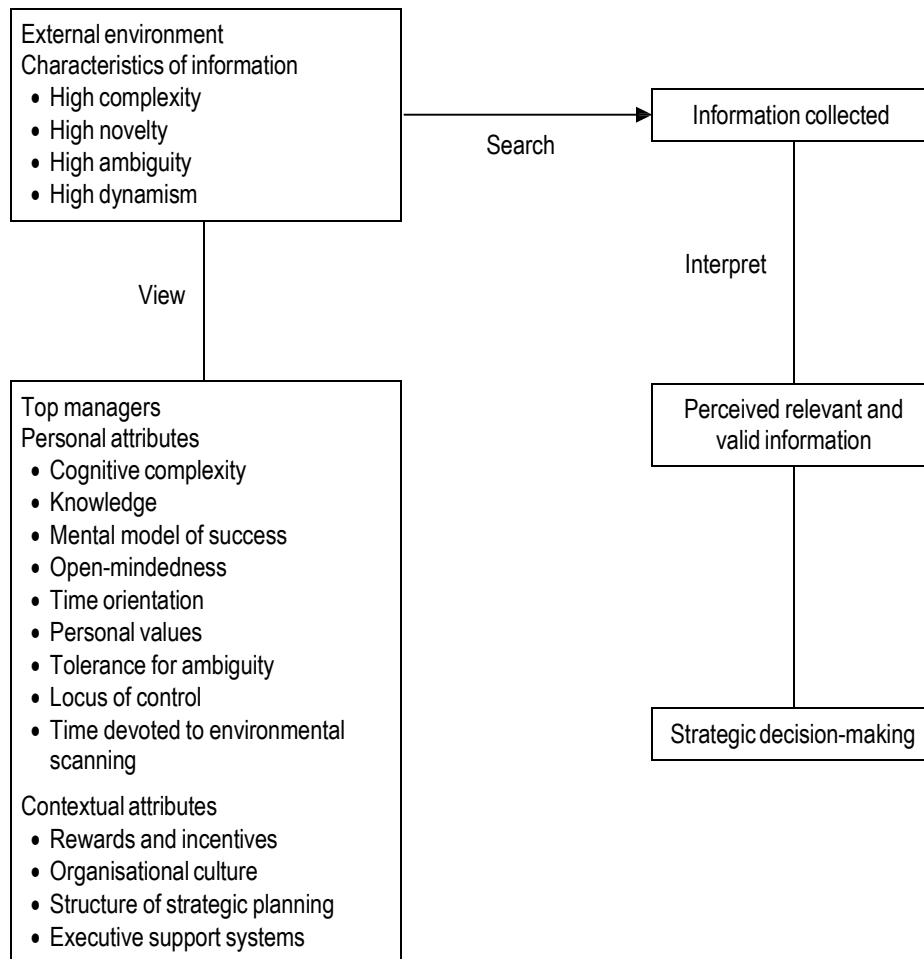 External environment
Characteristics of information
• High complexity
• High novelty
• High ambiguity
• High dynamism
Search
Information collected
View
Interpret
Top managers
Personal attributes
• Cognitive complexity
• Knowledge
• Mental model of success
• Open-mindedness
• Time orientation
• Personal values
• Tolerance for ambiguity
• Locus of control
• Time devoted to environmental
scanning
Contextual attributes
• Rewards and incentives
• Organisational culture
• Structure of strategic planning
• Executive support systems
Perceived relevant and
valid information
Strategic decision-making